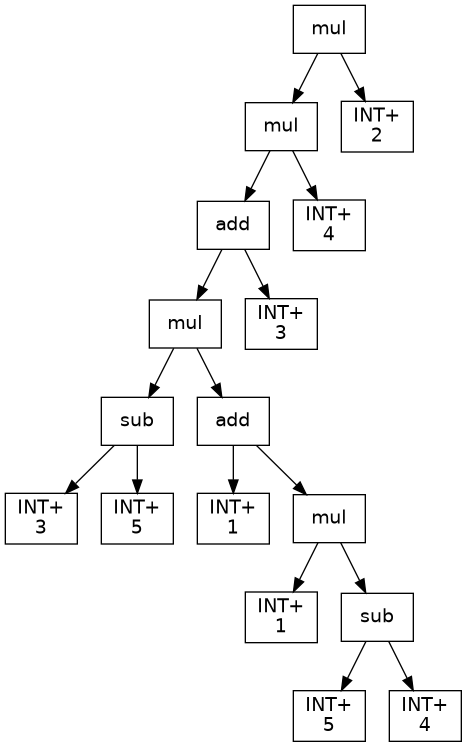 mul
mul
INT+
2
add
INT+
4
mul
INT+
3
sub
add
INT+
3
INT+
5
INT+
1
mul
INT+
1
sub
INT+
5
INT+
4